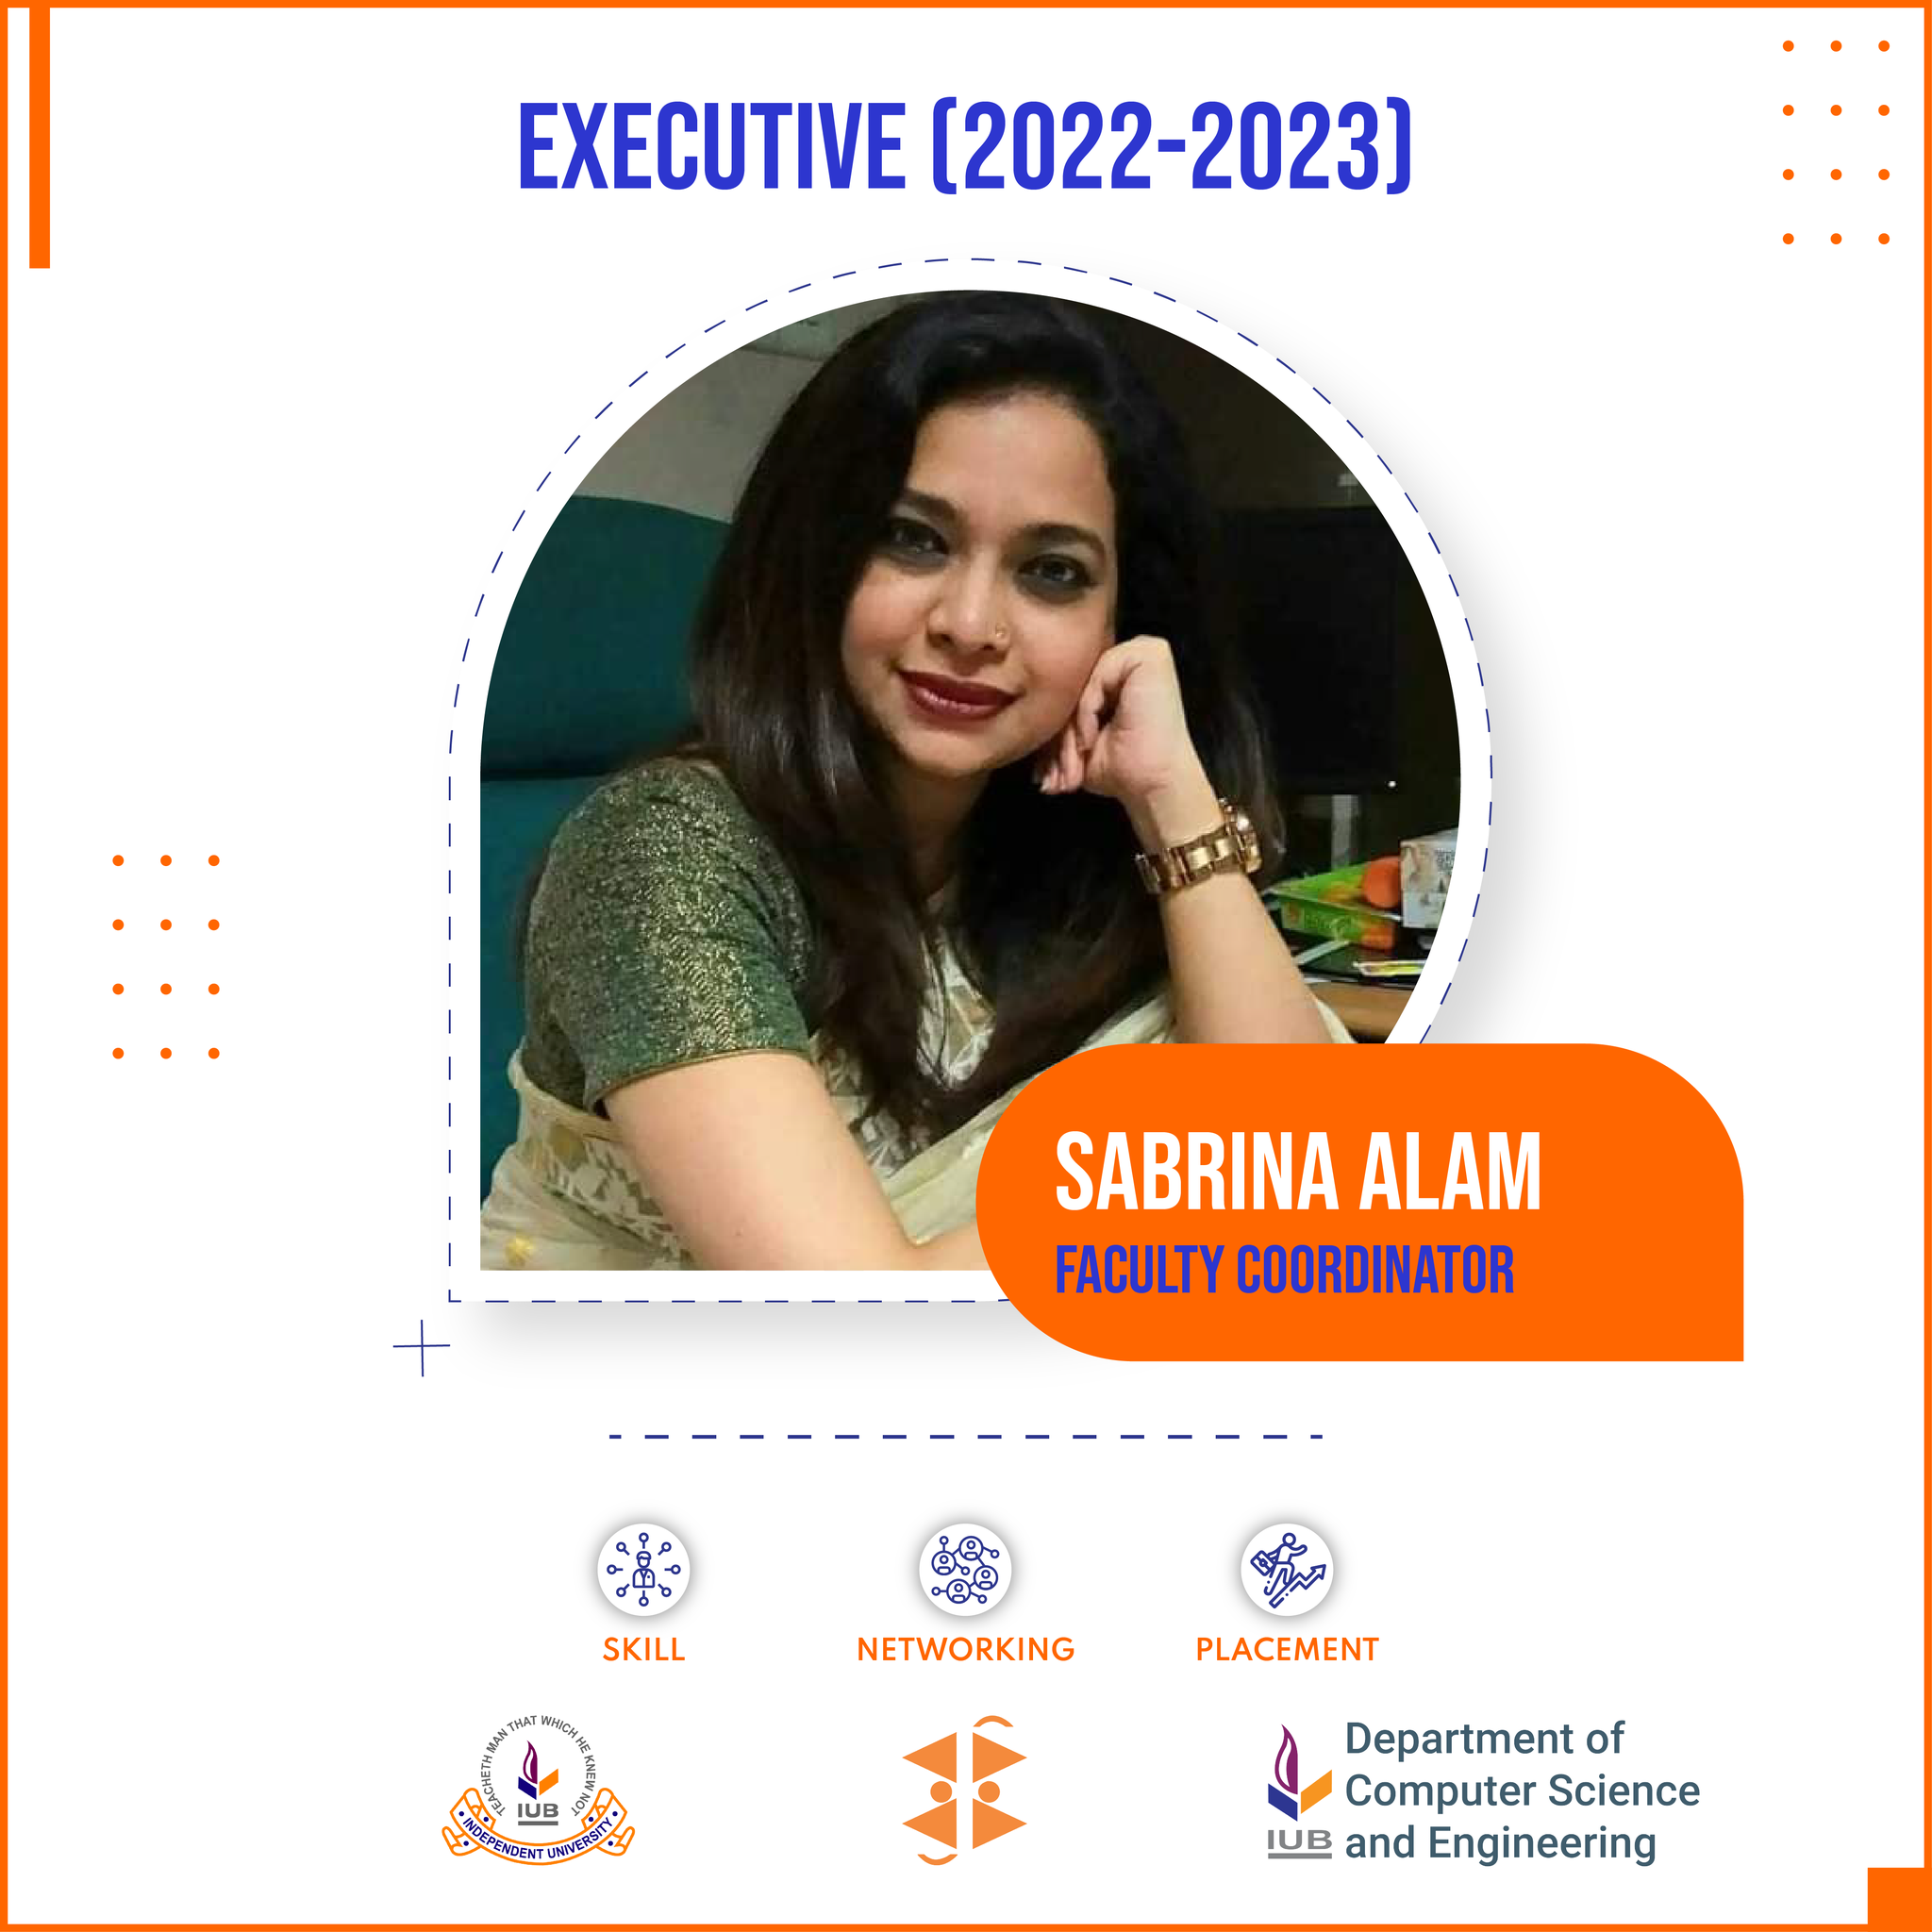 EXECUTIVE (2022-2023)
SABRINA ALAM
FACULTY COORDINATOR
SKILL
NETWORKING
PLACEMENT
TEACHETH MAN THAT WHICH HE KNEW NOT
IUB
INDEPENDENT UNIVERSITY
Department of
Computer Science
IUB and Engineering